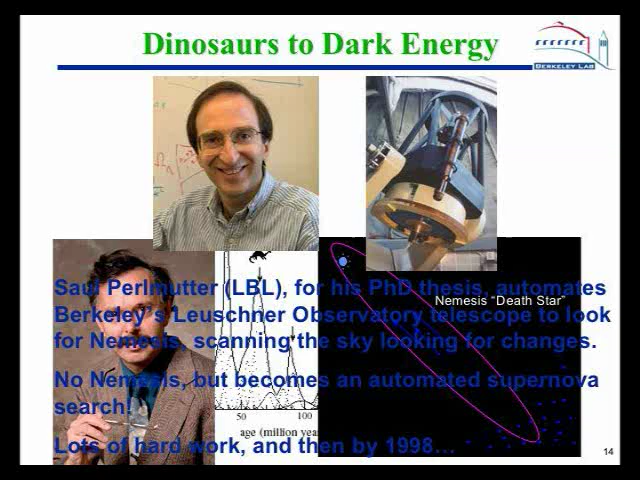 Dinosaurs to Dark Energy
BERKELEY LAB
Saul Perlmutter (LBL), for his PhD thesis, automates
Nemesis "Death Star"
Berkeley's Leuschner Observatory telescope to look
for Nemesis, scanning the sky looking for changes.
No Nemesis, but becomes an automated supernova
search!
50
100
age (million yea
Lots of hard work, and then by 1998…
14